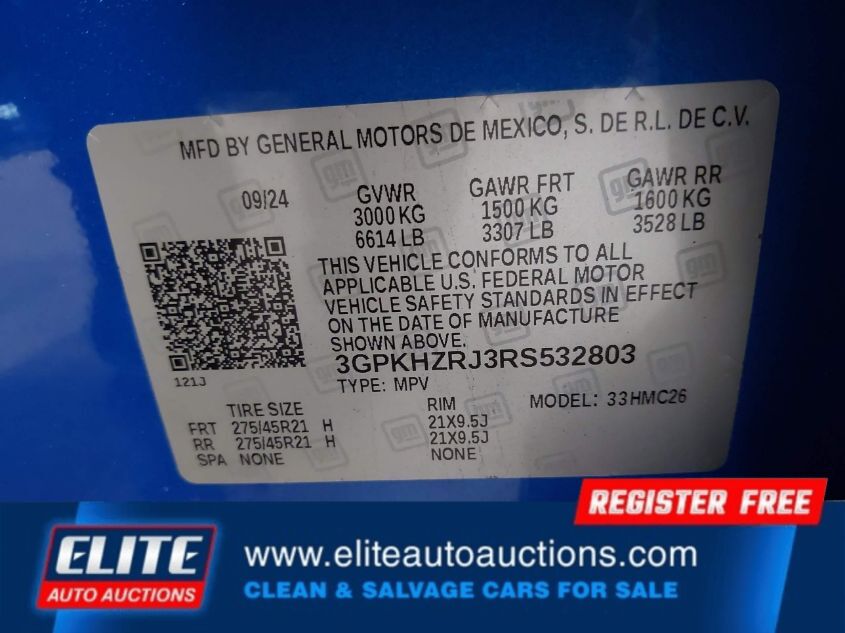 MFD BY GENERAL MOTORS DE MEXICO, S. DE R.L. DE C.V.
09/24
GVWR
3000 KG
6614 LB
GAWR FRT
1500 KG
3307 LB
GAWR RR
1600 KG
3528 LB
THIS VEHICLE CONFORMS TO ALL
APPLICABLE U.S. FEDERAL MOTOR
VEHICLE SAFETY STANDARDS IN EFFECT
ON THE DATE OF MANUFACTURE
SHOWN ABOVE.
3GPKHZRJ3RS532803
121J
TYPE: MPV
MODEL: 33HMC26
TIRE SIZE
RIM
FRT 275/45R21 H 21X9.5J
RR 275/45R21 H 21X9.5J
SPA NONE NONE
gm
REGISTER FREE
ELITE
AUTO AUCTIONS
www.eliteautoauctions.com
CLEAN & SALVAGE CARS FOR SALE